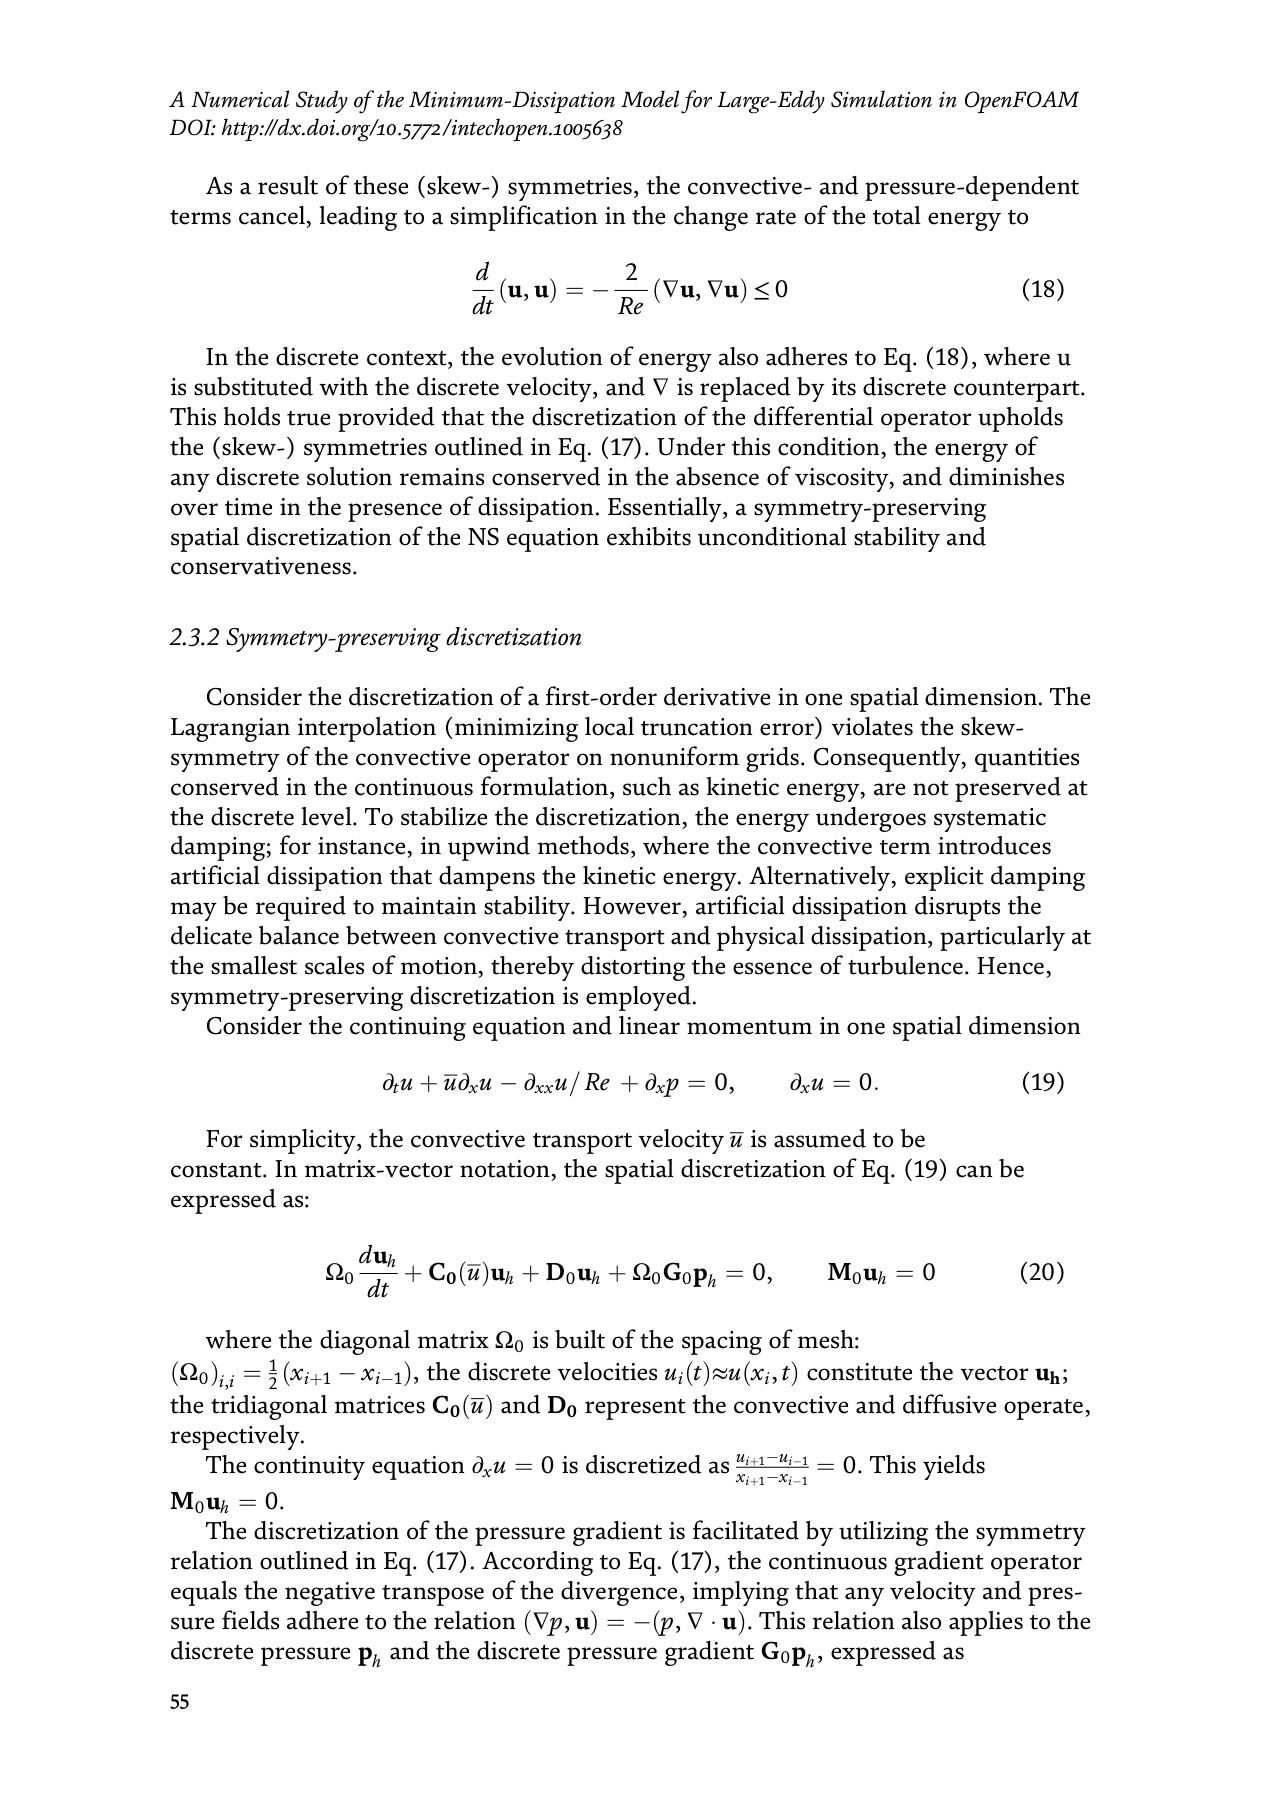 A Numerical Study of the Minimum-Dissipation Model for Large-Eddy Simulation in OpenFOAM
DOI: http://dx.doi.org/10.5772/intechopen.1005638
As a result of these (skew-) symmetries, the convective- and pressure-dependent
terms cancel, leading to a simplification in the change rate of the total energy to
$$\frac{d}{dt}(\mathbf{u}, \mathbf{u}) = -\frac{2}{Re}(\nabla \mathbf{u}, \nabla \mathbf{u}) \leq 0 \quad (18)$$
In the discrete context, the evolution of energy also adheres to Eq. (18), where u
is substituted with the discrete velocity, and ∇ is replaced by its discrete counterpart.
This holds true provided that the discretization of the differential operator upholds
the (skew-) symmetries outlined in Eq. (17). Under this condition, the energy of
any discrete solution remains conserved in the absence of viscosity, and diminishes
over time in the presence of dissipation. Essentially, a symmetry-preserving
spatial discretization of the NS equation exhibits unconditional stability and
conservativeness.
2.3.2 Symmetry-preserving discretization
Consider the discretization of a first-order derivative in one spatial dimension. The
Lagrangian interpolation (minimizing local truncation error) violates the skew-
symmetry of the convective operator on nonuniform grids. Consequently, quantities
conserved in the continuous formulation, such as kinetic energy, are not preserved at
the discrete level. To stabilize the discretization, the energy undergoes systematic
damping; for instance, in upwind methods, where the convective term introduces
artificial dissipation that dampens the kinetic energy. Alternatively, explicit damping
may be required to maintain stability. However, artificial dissipation disrupts the
delicate balance between convective transport and physical dissipation, particularly at
the smallest scales of motion, thereby distorting the essence of turbulence. Hence,
symmetry-preserving discretization is employed.
Consider the continuing equation and linear momentum in one spatial dimension
$$\partial_t u + \overline{u}\partial_x u - \partial_{xx} u / Re + \partial_x p = 0, \qquad \partial_x u = 0. \quad (19)$$
For simplicity, the convective transport velocity $\overline{u}$ is assumed to be
constant. In matrix-vector notation, the spatial discretization of Eq. (19) can be
expressed as:
$$\Omega_0 \frac{d\mathbf{u}_h}{dt} + \mathbf{C_0}(\overline{u})\mathbf{u}_h + \mathbf{D}_0\mathbf{u}_h + \Omega_0\mathbf{G}_0\mathbf{p}_h = 0, \qquad \mathbf{M}_0\mathbf{u}_h = 0 \quad (20)$$
where the diagonal matrix $\Omega_0$ is built of the spacing of mesh:
$(\Omega_0)_{i,i} = \frac{1}{2}(x_{i+1} - x_{i-1})$, the discrete velocities $u_i(t) \approx u(x_i, t)$ constitute the vector $\mathbf{u_h}$;
the tridiagonal matrices $\mathbf{C_0}(\overline{u})$ and $\mathbf{D_0}$ represent the convective and diffusive operate,
respectively.
The continuity equation $\partial_x u = 0$ is discretized as $\frac{u_{i+1}-u_{i-1}}{x_{i+1}-x_{i-1}} = 0$. This yields
$\mathbf{M}_0\mathbf{u}_h = 0$.
The discretization of the pressure gradient is facilitated by utilizing the symmetry
relation outlined in Eq. (17). According to Eq. (17), the continuous gradient operator
equals the negative transpose of the divergence, implying that any velocity and pres-
sure fields adhere to the relation $(\nabla p, \mathbf{u}) = -(p, \nabla \cdot \mathbf{u})$. This relation also applies to the
discrete pressure $\mathbf{p}_h$ and the discrete pressure gradient $\mathbf{G}_0\mathbf{p}_h$, expressed as
55